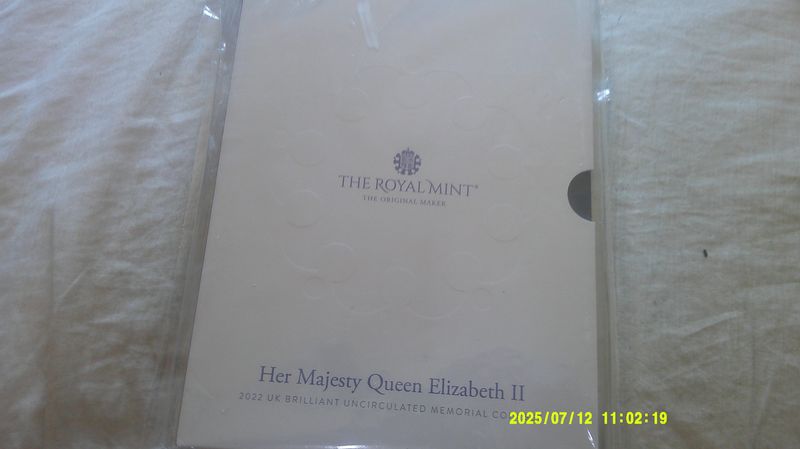 THE ROYAL MINT®
THE ORIGINAL MAKER
Her Majesty Queen Elizabeth II
2022 UK BRILLIANT UNCIRCULATED MEMORIAL
2025/07/12 11:02:19